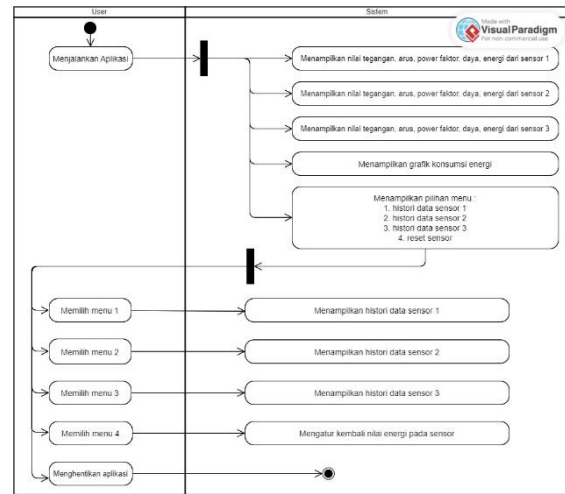 User
Sistem
Made with
Visual Paradigm
For non-commercial use
Menjalankan Aplikasi
Menampilkan nilai tegangan, arus, power faktor, daya, energi dari sensor 1
Menampilkan nilai tegangan, arus, power faktor, daya, energi dari sensor 2
Menampilkan nilai tegangan, arus, power faktor, daya, energi dari sensor 3
Menampilkan grafik konsumsi energi
Menampilkan pilihan menu :
1. histori data sensor 1
2. histori data sensor 2
3. histori data sensor 3
4. reset sensor
Memilih menu 1
Menampilkan histori data sensor 1
Memilih menu 2
Menampilkan histori data sensor 2
Memilih menu 3
Menampilkan histori data sensor 3
Memilih menu 4
Mengatur kembali nilai energi pada sensor
Menghentikan aplikasi